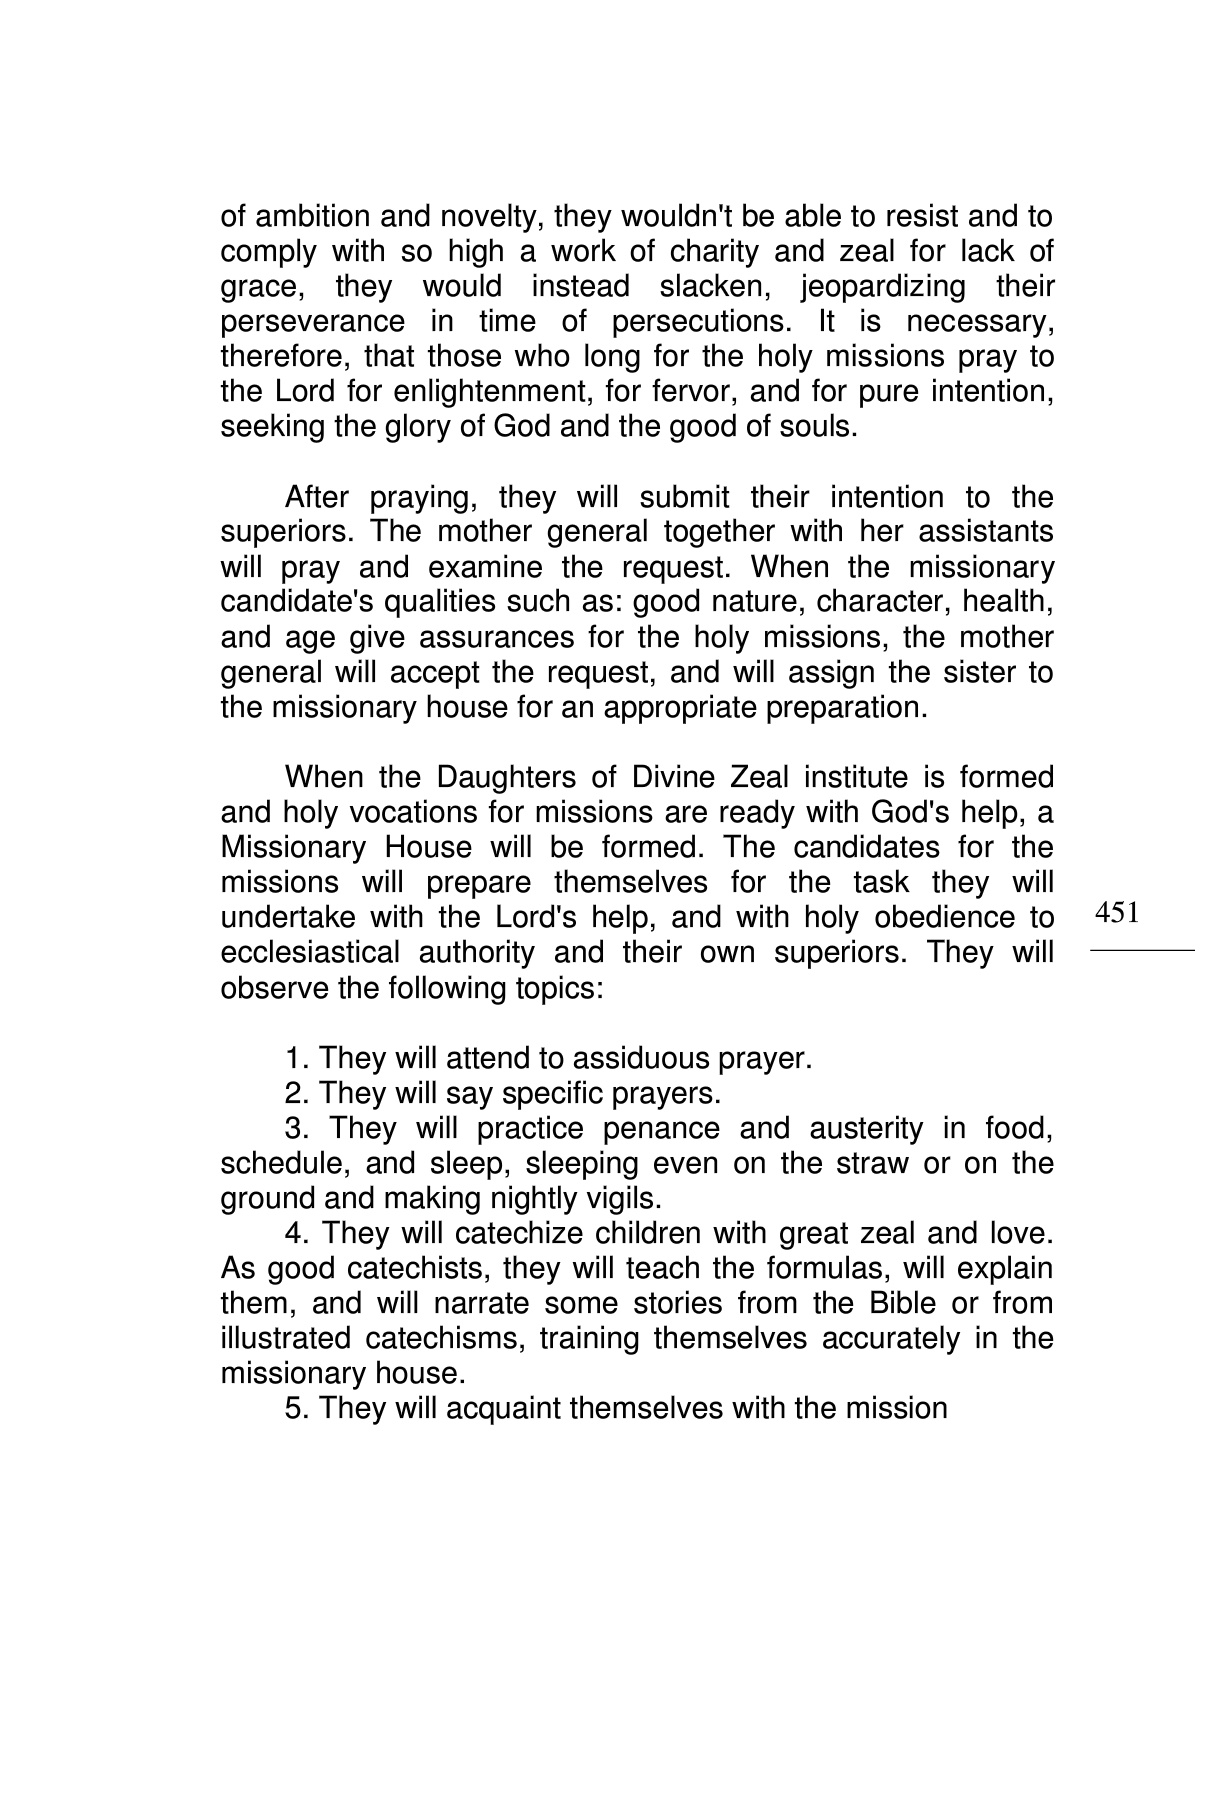 of ambition and novelty, they wouldn't be able to resist and to
comply with so high a work of charity and zeal for lack of
grace, they would instead slacken, jeopardizing their
perseverance in time of persecutions. It is necessary,
therefore, that those who long for the holy missions pray to
the Lord for enlightenment, for fervor, and for pure intention,
seeking the glory of God and the good of souls.
After praying, they will submit their intention to the
superiors. The mother general together with her assistants
will pray and examine the request. When the missionary
candidate's qualities such as: good nature, character, health,
and age give assurances for the holy missions, the mother
general will accept the request, and will assign the sister to
the missionary house for an appropriate preparation.
When the Daughters of Divine Zeal institute is formed
and holy vocations for missions are ready with God's help, a
Missionary House will be formed. The candidates for the
missions will prepare themselves for the task they will
undertake with the Lord's help, and with holy obedience to
451
ecclesiastical authority and their own superiors. They will
observe the following topics:
1. They will attend to assiduous prayer.
2. They will say specific prayers.
3. They will practice penance and austerity in food,
schedule, and sleep, sleeping even on the straw or on the
ground and making nightly vigils.
4. They will catechize children with great zeal and love.
As good catechists, they will teach the formulas, will explain
them, and will narrate some stories from the Bible or from
illustrated catechisms, training themselves accurately in the
missionary house.
5. They will acquaint themselves with the mission